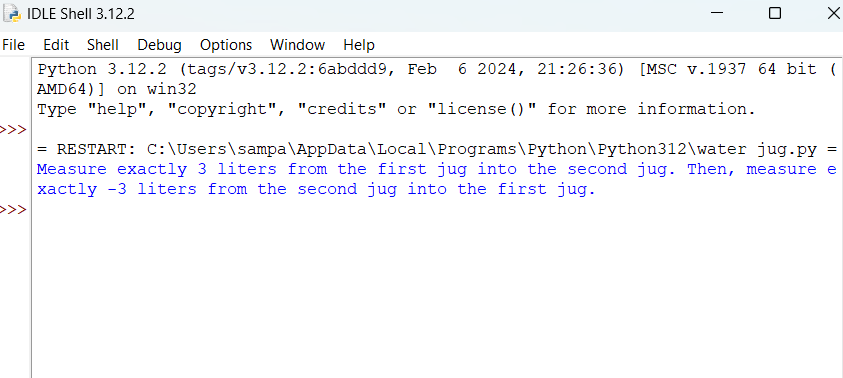 IDLE Shell 3.12.2
File Edit Shell Debug Options Window Help
Python 3.12.2 (tags/v3.12.2:6abddd9, Feb  6 2024, 21:26:36) [MSC v.1937 64 bit (
AMD64)] on win32
Type "help", "copyright", "credits" or "license()" for more information.
>>>
= RESTART: C:\Users\sampa\AppData\Local\Programs\Python\Python312\water jug.py =
Measure exactly 3 liters from the first jug into the second jug. Then, measure e
xactly -3 liters from the second jug into the first jug.
>>>